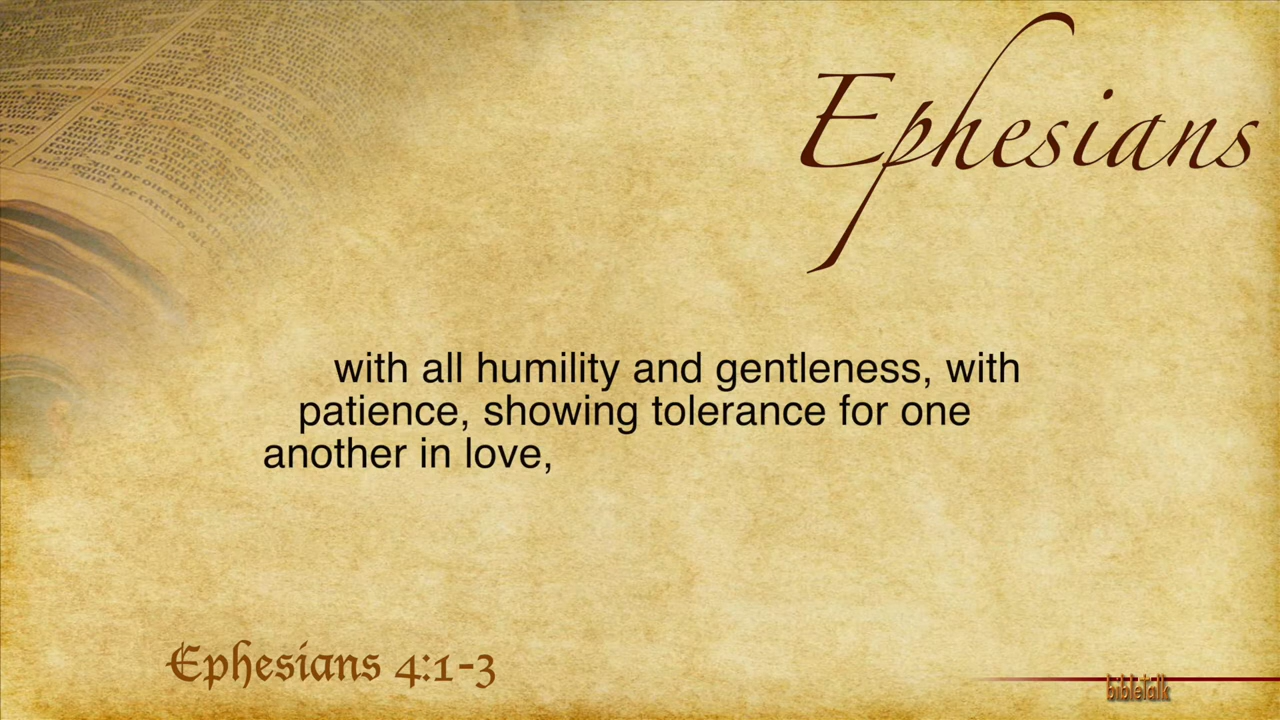 Ephesians
with all humility and gentleness, with
patience, showing tolerance for one
another in love,
Ephesians 4:1-3
bibletalk